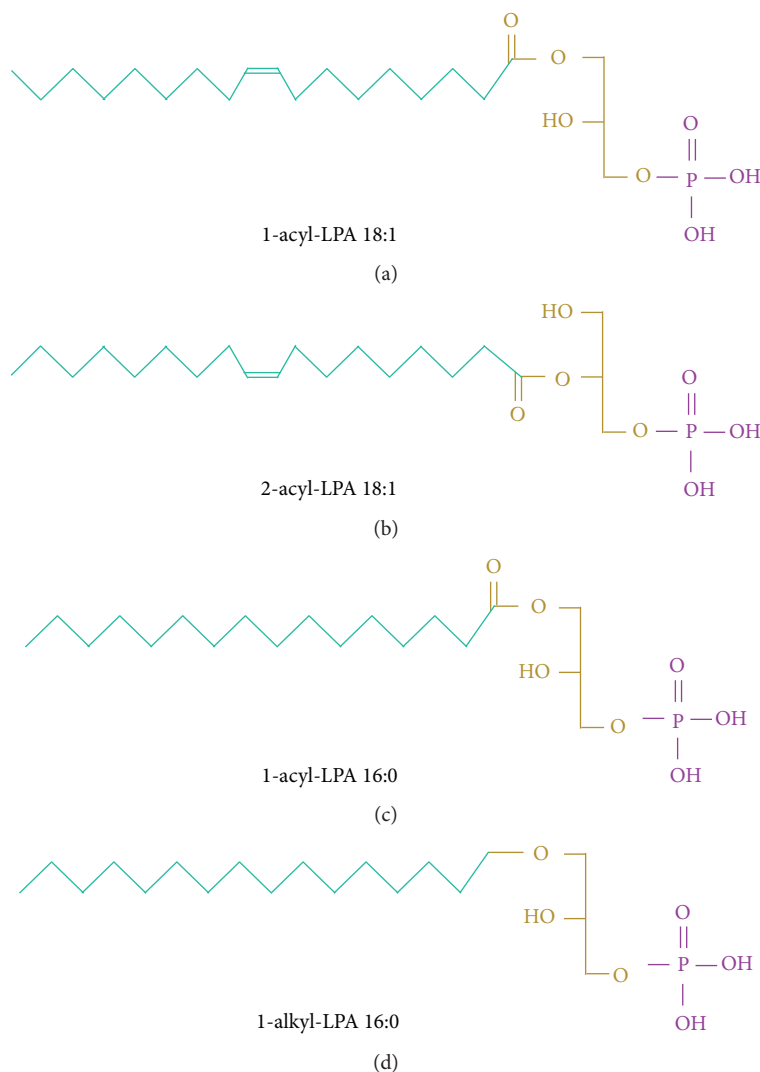 O
O
HO
O
O
P
OH
OH
1-acyl-LPA 18:1
(a)
HO
O
O
O
O
P
OH
OH
2-acyl-LPA 18:1
(b)
O
O
HO
O
O
P
OH
OH
1-acyl-LPA 16:0
(c)
O
HO
O
O
P
OH
OH
1-alkyl-LPA 16:0
(d)